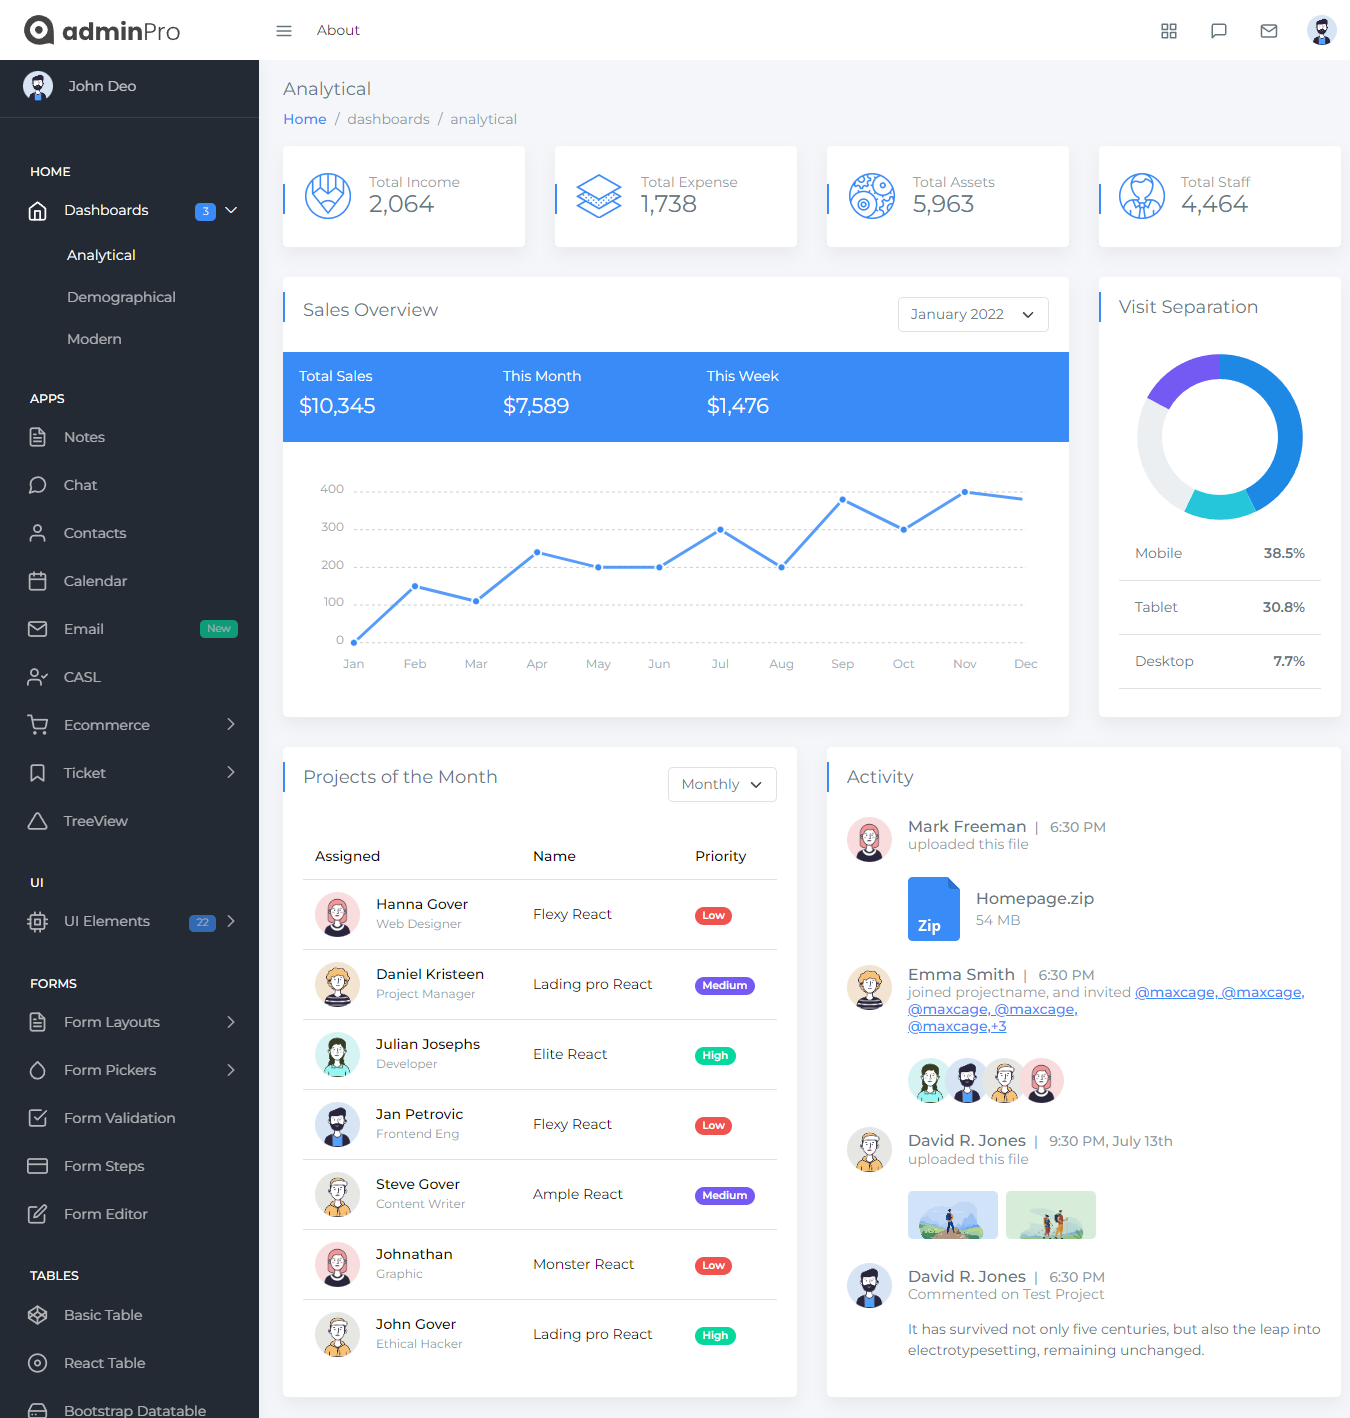 adminPro
About
John Deo
HOME
Dashboards 3
Analytical
Demographical
Modern
APPS
Notes
Chat
Contacts
Calendar
Email New
CASL
Ecommerce
Ticket
TreeView
UI
UI Elements 22
FORMS
Form Layouts
Form Pickers
Form Validation
Form Steps
Form Editor
TABLES
Basic Table
React Table
Bootstrap Datatable
Analytical
Home / dashboards / analytical
Total Income
2,064
Total Expense
1,738
Total Assets
5,963
Total Staff
4,464
Sales Overview
January 2022
Total Sales
$10,345
This Month
$7,589
This Week
$1,476
400
300
200
100
0
Jan Feb Mar Apr May Jun Jul Aug Sep Oct Nov Dec
Visit Separation
Mobile 38.5%
Tablet 30.8%
Desktop 7.7%
Projects of the Month
Monthly
Assigned Name Priority
Hanna Gover
Web Designer
Flexy React
Low
Daniel Kristeen
Project Manager
Lading pro React
Medium
Julian Josephs
Developer
Elite React
High
Jan Petrovic
Frontend Eng
Flexy React
Low
Steve Gover
Content Writer
Ample React
Medium
Johnathan
Graphic
Monster React
Low
John Gover
Ethical Hacker
Lading pro React
High
Activity
Mark Freeman | 6:30 PM
uploaded this file
Zip
Homepage.zip
54 MB
Emma Smith | 6:30 PM
joined projectname, and invited @maxcage, @maxcage,
@maxcage, @maxcage,
@maxcage,+3
David R. Jones | 9:30 PM, July 13th
uploaded this file
David R. Jones | 6:30 PM
Commented on Test Project
It has survived not only five centuries, but also the leap into
electrotypesetting, remaining unchanged.